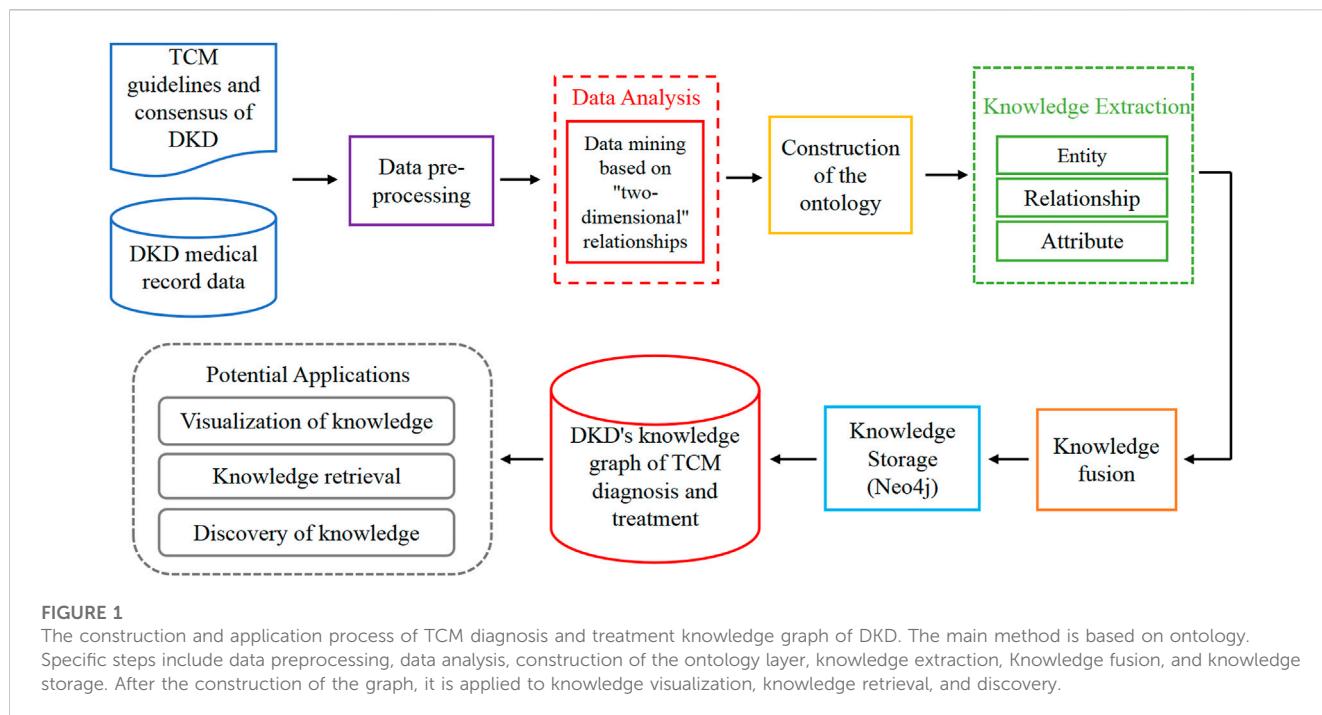 TCM
guidelines and
consensus of
DKD
DKD medical
record data
Data pre-
processing
Data Analysis
Data mining
based on
"two-
dimensional"
relationships
Construction
of the
ontology
Knowledge Extraction
Entity
Relationship
Attribute
Knowledge
fusion
Knowledge
Storage
(Neo4j)
DKD's knowledge
graph of TCM
diagnosis and
treatment
Potential Applications
Visualization of knowledge
Knowledge retrieval
Discovery of knowledge
FIGURE 1
The construction and application process of TCM diagnosis and treatment knowledge graph of DKD. The main method is based on ontology.
Specific steps include data preprocessing, data analysis, construction of the ontology layer, knowledge extraction, Knowledge fusion, and knowledge
storage. After the construction of the graph, it is applied to knowledge visualization, knowledge retrieval, and discovery.